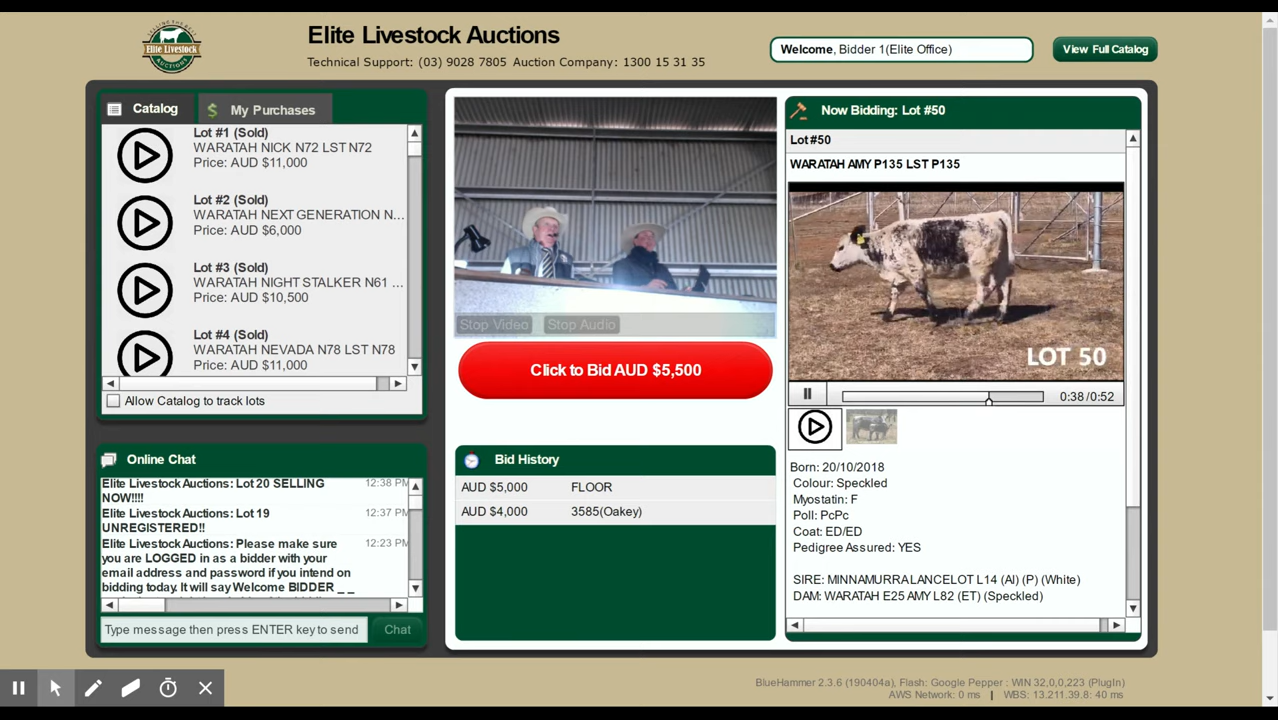 Elite Livestock
AUCTIONS
Elite Livestock Auctions
Technical Support: (03) 9028 7805 Auction Company: 1300 15 31 35
Welcome, Bidder 1(Elite Office)
View Full Catalog
Catalog
My Purchases
Lot #1 (Sold)
WARATAH NICK N72 LST N72
Price: AUD $11,000
Lot #2 (Sold)
WARATAH NEXT GENERATION N...
Price: AUD $6,000
Lot #3 (Sold)
WARATAH NIGHT STALKER N61 ...
Price: AUD $10,500
Lot #4 (Sold)
WARATAH NEVADA N78 LST N78
Price: AUD $11,000
Allow Catalog to track lots
Online Chat
Elite Livestock Auctions: Lot 20 SELLING 12:38 PM
NOW!!!!
Elite Livestock Auctions: Lot 19 12:37 PM
UNREGISTERED!!
Elite Livestock Auctions: Please make sure 12:23 PM
you are LOGGED in as a bidder with your
email address and password if you intend on
bidding today. It will say Welcome BIDDER _ _
Type message then press ENTER key to send
Chat
Stop Video
Stop Audio
Click to Bid AUD $5,500
Bid History
AUD $5,000 FLOOR
AUD $4,000 3585(Oakey)
Now Bidding: Lot #50
Lot #50
WARATAH AMY P135 LST P135
LOT 50
0:38 / 0:52
Born: 20/10/2018
Colour: Speckled
Myostatin: F
Poll: PcPc
Coat: ED/ED
Pedigree Assured: YES
SIRE: MINNAMURRA LANCELOT L14 (AI) (P) (White)
DAM: WARATAH E25 AMY L82 (ET) (Speckled)
BlueHammer 2.3.6 (190404a), Flash: Google Pepper : WIN 32,0,0,223 (PlugIn)
AWS Network: 0 ms | WBS: 13.211.39.8: 40 ms